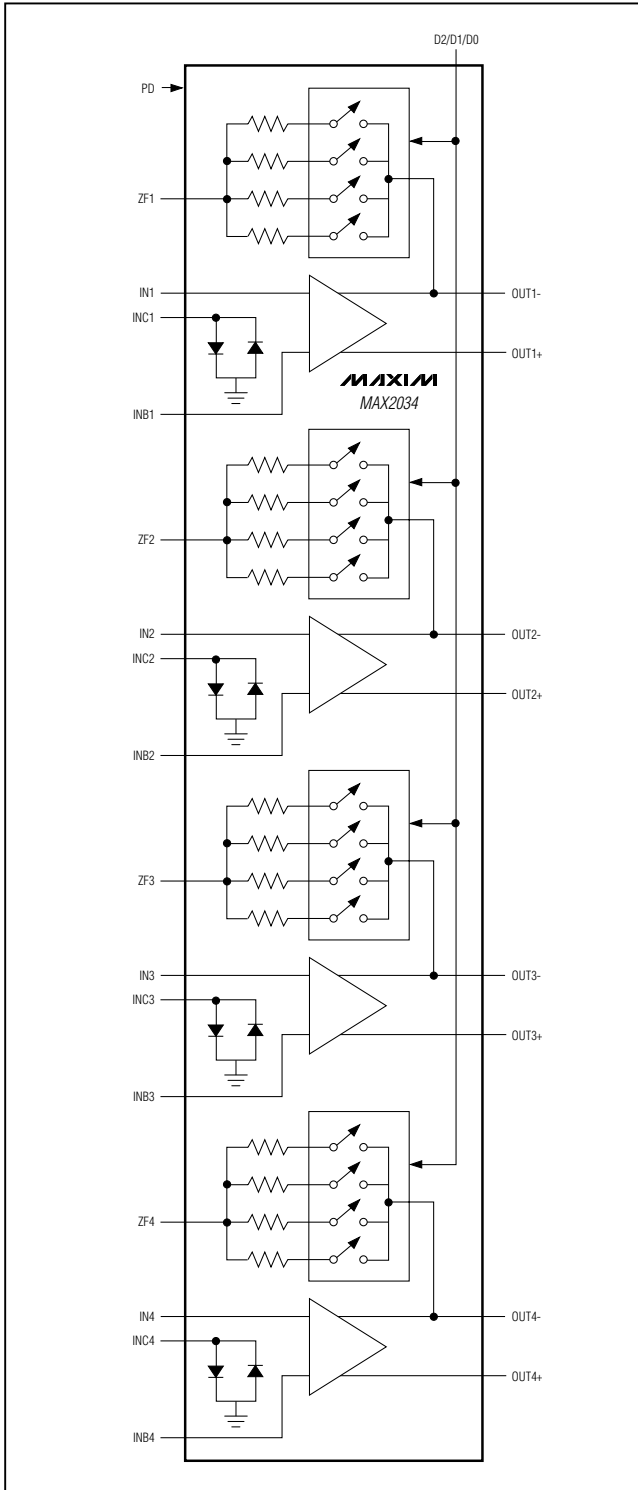 D2/D1/D0
PD
ZF1
IN1
OUT1-
INC1
OUT1+
MAXIM
MAX2034
INB1
ZF2
IN2
OUT2-
INC2
OUT2+
INB2
ZF3
IN3
OUT3-
INC3
OUT3+
INB3
ZF4
IN4
OUT4-
INC4
OUT4+
INB4